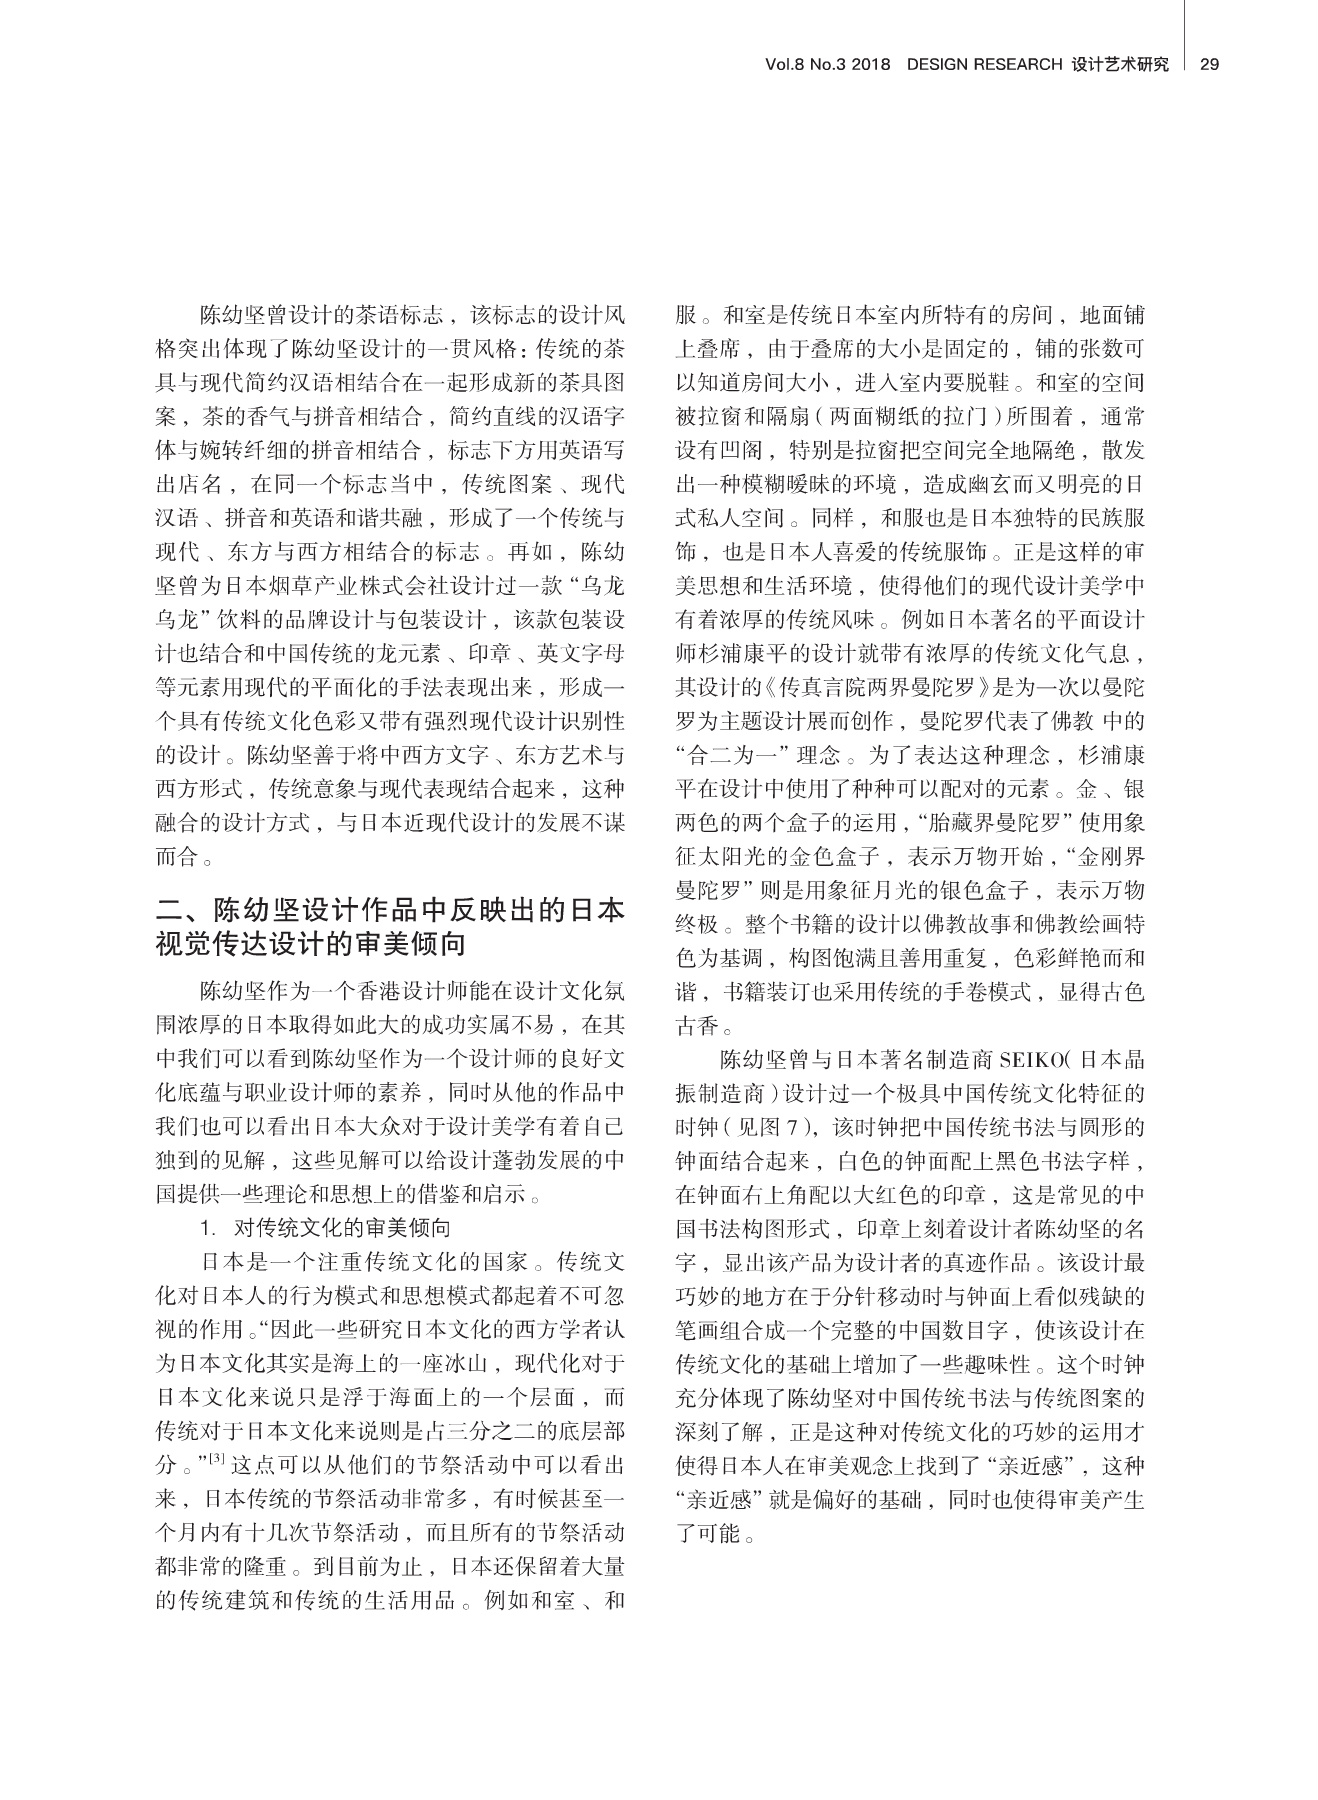 Vol.8 No.3 2018 DESIGN RESEARCH 设计艺术研究 29
陈幼坚曾设计的茶语标志，该标志的设计风
格突出体现了陈幼坚设计的一贯风格：传统的茶
具与现代简约汉语相结合在一起形成新的茶具图
案，茶的香气与拼音相结合，简约直线的汉语字
体与婉转纤细的拼音相结合，标志下方用英语写
出店名，在同一个标志当中，传统图案、现代
汉语、拼音和英语和谐共融，形成了一个传统与
现代、东方与西方相结合的标志。再如，陈幼
坚曾为日本烟草产业株式会社设计过一款“乌龙
乌龙”饮料的品牌设计与包装设计，该款包装设
计也结合和中国传统的龙元素、印章、英文字母
等元素用现代的平面化的手法表现出来，形成一
个具有传统文化色彩又带有强烈现代设计识别性
的设计。陈幼坚善于将中西方文字、东方艺术与
西方形式，传统意象与现代表现结合起来，这种
融合的设计方式，与日本近现代设计的发展不谋
而合。
二、陈幼坚设计作品中反映出的日本
视觉传达设计的审美倾向
陈幼坚作为一个香港设计师能在设计文化氛
围浓厚的日本取得如此大的成功实属不易，在其
中我们可以看到陈幼坚作为一个设计师的良好文
化底蕴与职业设计师的素养，同时从他的作品中
我们也可以看出日本大众对于设计美学有着自己
独到的见解，这些见解可以给设计蓬勃发展的中
国提供一些理论和思想上的借鉴和启示。
1. 对传统文化的审美倾向
日本是一个注重传统文化的国家。传统文
化对日本人的行为模式和思想模式都起着不可忽
视的作用。“因此一些研究日本文化的西方学者认
为日本文化其实是海上的一座冰山，现代化对于
日本文化来说只是浮于海面上的一个层面，而
传统对于日本文化来说则是占三分之二的底层部
分。”[3]这点可以从他们的节祭活动中可以看出
来，日本传统的节祭活动非常多，有时候甚至一
个月内有十几次节祭活动，而且所有的节祭活动
都非常的隆重。到目前为止，日本还保留着大量
的传统建筑和传统的生活用品。例如和室、和
服。和室是传统日本室内所特有的房间，地面铺
上叠席，由于叠席的大小是固定的，铺的张数可
以知道房间大小，进入室内要脱鞋。和室的空间
被拉窗和隔扇（两面糊纸的拉门）所围着，通常
设有凹阁，特别是拉窗把空间完全地隔绝，散发
出一种模糊暧昧的环境，造成幽玄而又明亮的日
式私人空间。同样，和服也是日本独特的民族服
饰，也是日本人喜爱的传统服饰。正是这样的审
美思想和生活环境，使得他们的现代设计美学中
有着浓厚的传统风味。例如日本著名的平面设计
师杉浦康平的设计就带有浓厚的传统文化气息，
其设计的《传真言院两界曼陀罗》是为一次以曼陀
罗为主题设计展而创作，曼陀罗代表了佛教 中的
“合二为一”理念。为了表达这种理念，杉浦康
平在设计中使用了种种可以配对的元素。金、银
两色的两个盒子的运用，“胎藏界曼陀罗”使用象
征太阳光的金色盒子，表示万物开始，“金刚界
曼陀罗”则是用象征月光的银色盒子，表示万物
终极。整个书籍的设计以佛教故事和佛教绘画特
色为基调，构图饱满且善用重复，色彩鲜艳而和
谐，书籍装订也采用传统的手卷模式，显得古色
古香。
陈幼坚曾与日本著名制造商SEIKO（日本品
振制造商）设计过一个极具中国传统文化特征的
时钟（见图7），该时钟把中国传统书法与圆形的
钟面结合起来，白色的钟面配上黑色书法字样，
在钟面右上角配以大红色的印章，这是常见的中
国书法构图形式，印章上刻着设计者陈幼坚的名
字，显出该产品为设计者的真迹作品。该设计最
巧妙的地方在于分针移动时与钟面上看似残缺的
笔画组合成一个完整的中国数目字，使该设计在
传统文化的基础上增加了一些趣味性。这个时钟
充分体现了陈幼坚对中国传统书法与传统图案的
深刻了解，正是这种对传统文化的巧妙的运用才
使得日本人在审美观念上找到了“亲近感”，这种
“亲近感”就是偏好的基础，同时也使得审美产生
了可能。